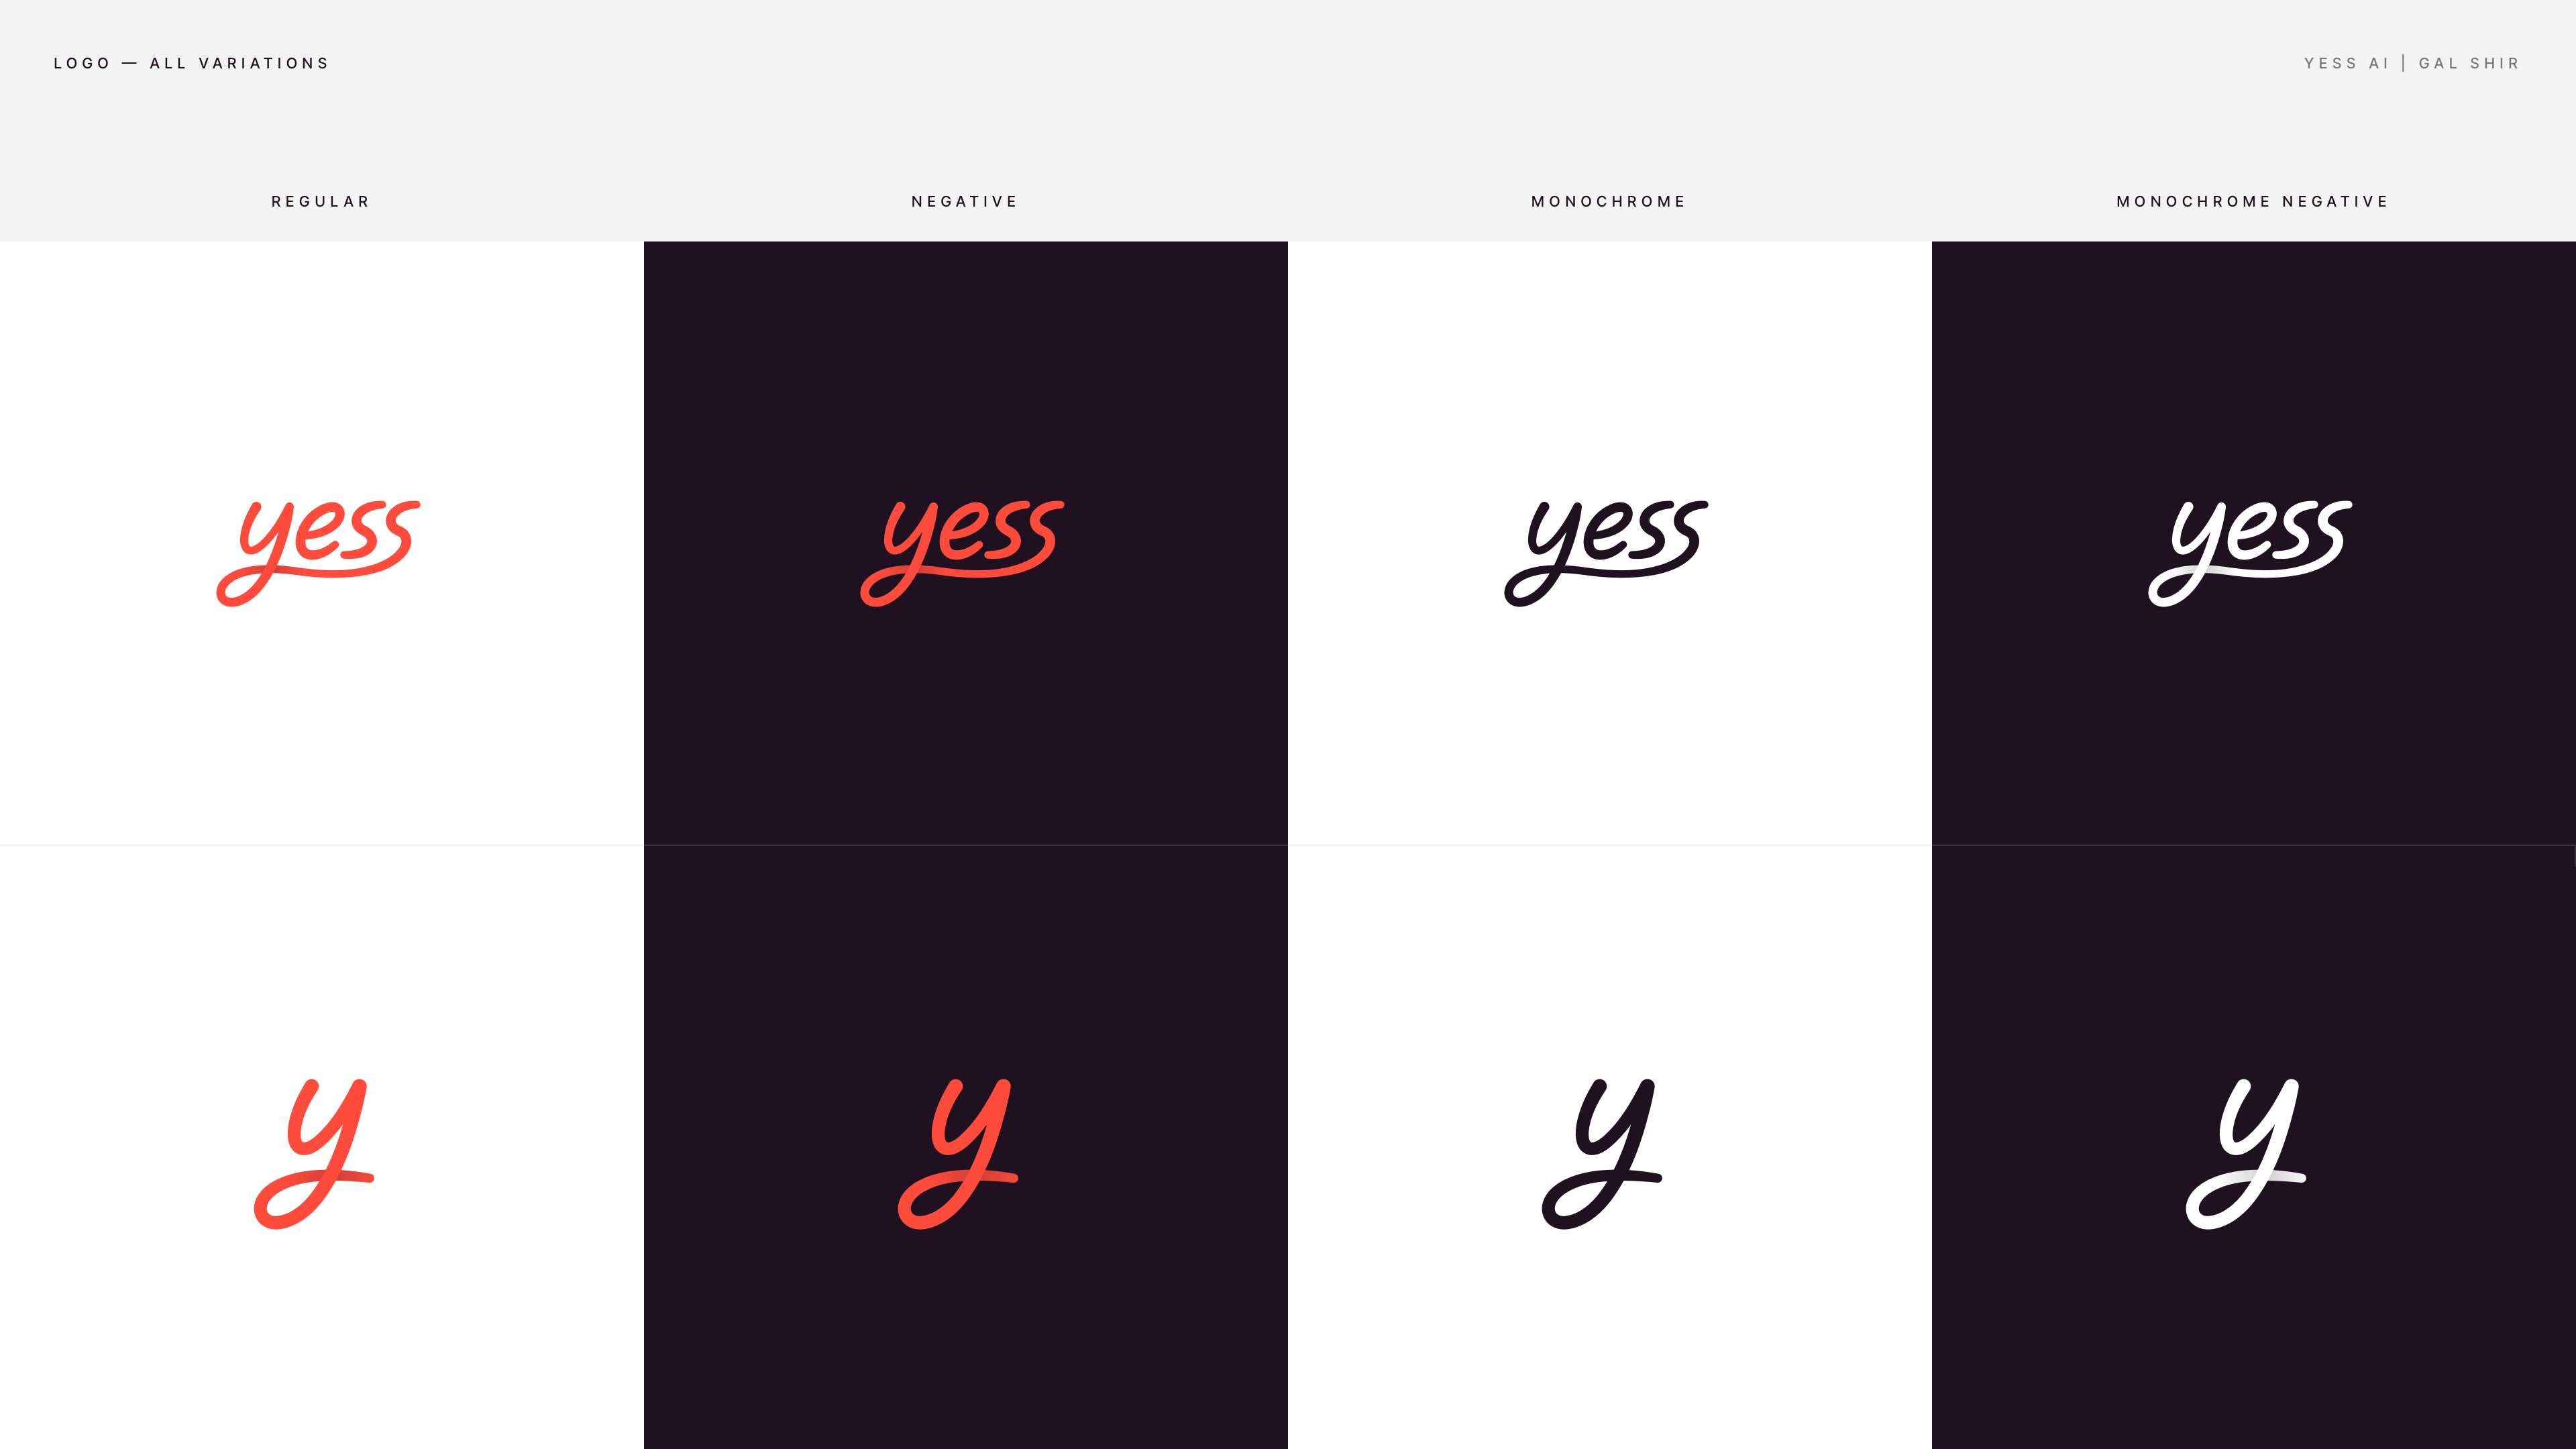 LOGO — ALL VARIATIONS
YESS AI | GAL SHIR
REGULAR
NEGATIVE
MONOCHROME
MONOCHROME NEGATIVE
yess
yess
yess
yess
y
y
y
y